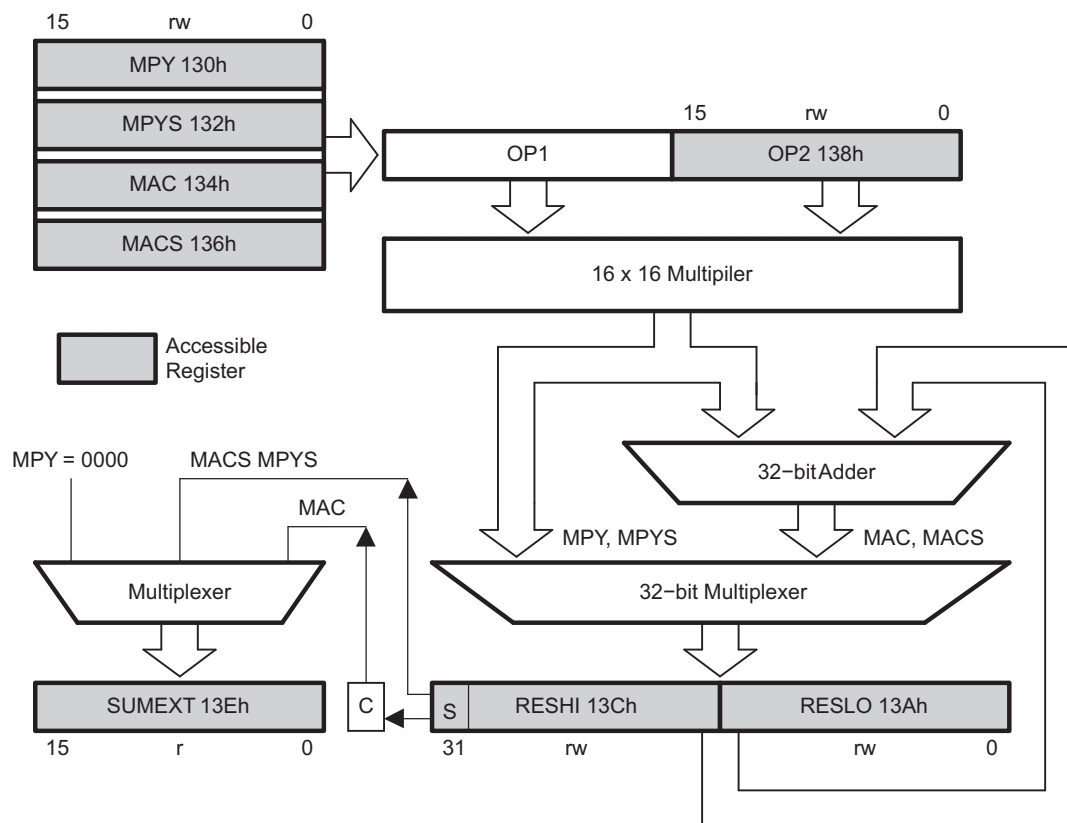 15 rw 0
MPY 130h
MPYS 132h
MAC 134h
MACS 136h
15 rw 0
OP1
OP2 138h
16 x 16 Multipiler
Accessible
Register
32−bit Adder
MPY = 0000
MACS MPYS
MAC
MPY, MPYS
MAC, MACS
Multiplexer
32−bit Multiplexer
SUMEXT 13Eh
C
S
RESHI 13Ch
RESLO 13Ah
15 r 0
31 rw
rw 0